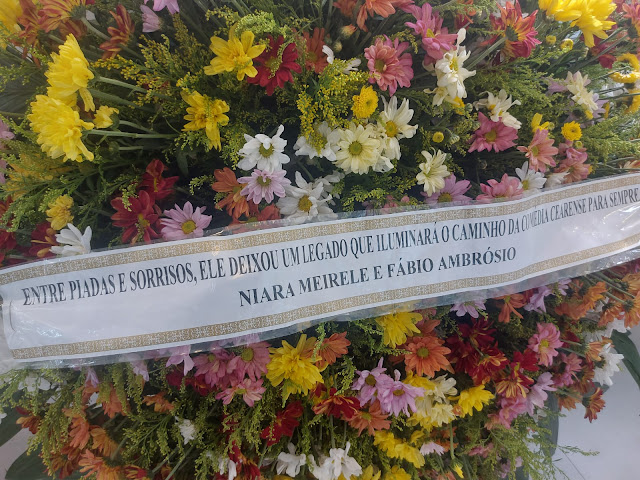 ENTRE PIADAS E SORRISOS, ELE DEIXOU UM LEGADO QUE ILUMINARÁ O CAMINHO DA COMÉDIA CEARENSE PARA SEMPRE
NIARA MEIRELE E FÁBIO AMBRÓSIO